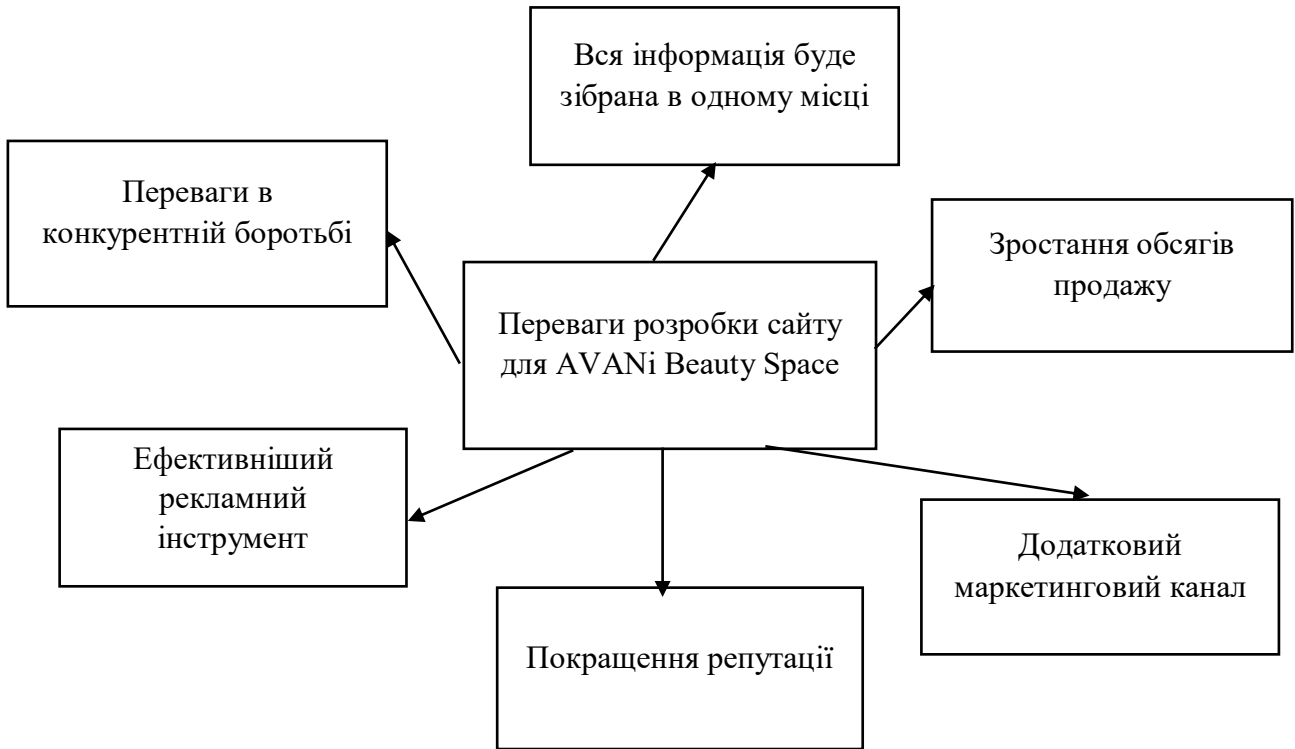 Вся інформація буде
зібрана в одному місці
Переваги в
конкурентній боротьбі
Зростання обсягів
продажу
Переваги розробки сайту
для AVANi Beauty Space
Ефективніший
рекламний
інструмент
Додатковий
маркетинговий канал
Покращення репутації